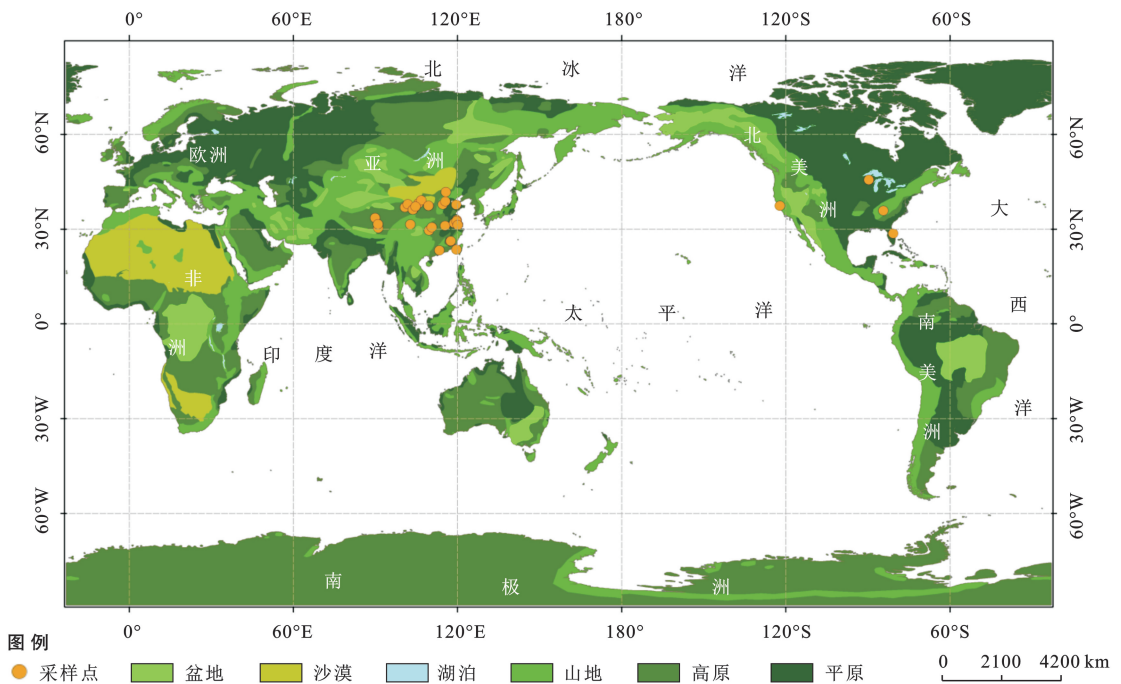 0° 60°E 120°E 180° 120°S 60°S
北 冰 洋
60°N 60°N
欧洲 亚 洲 北
美
洲 大
30°N 30°N
非
西
太 平 洋
0° 0°
南
洲 印 度 洋
美
洋
30°W 30°W
洲
60°W 60°W
南 极 洲
0° 60°E 120°E 180° 120°S 60°S
图例
采样点 盆地 沙漠 湖泊 山地 高原 平原
0 2100 4200 km